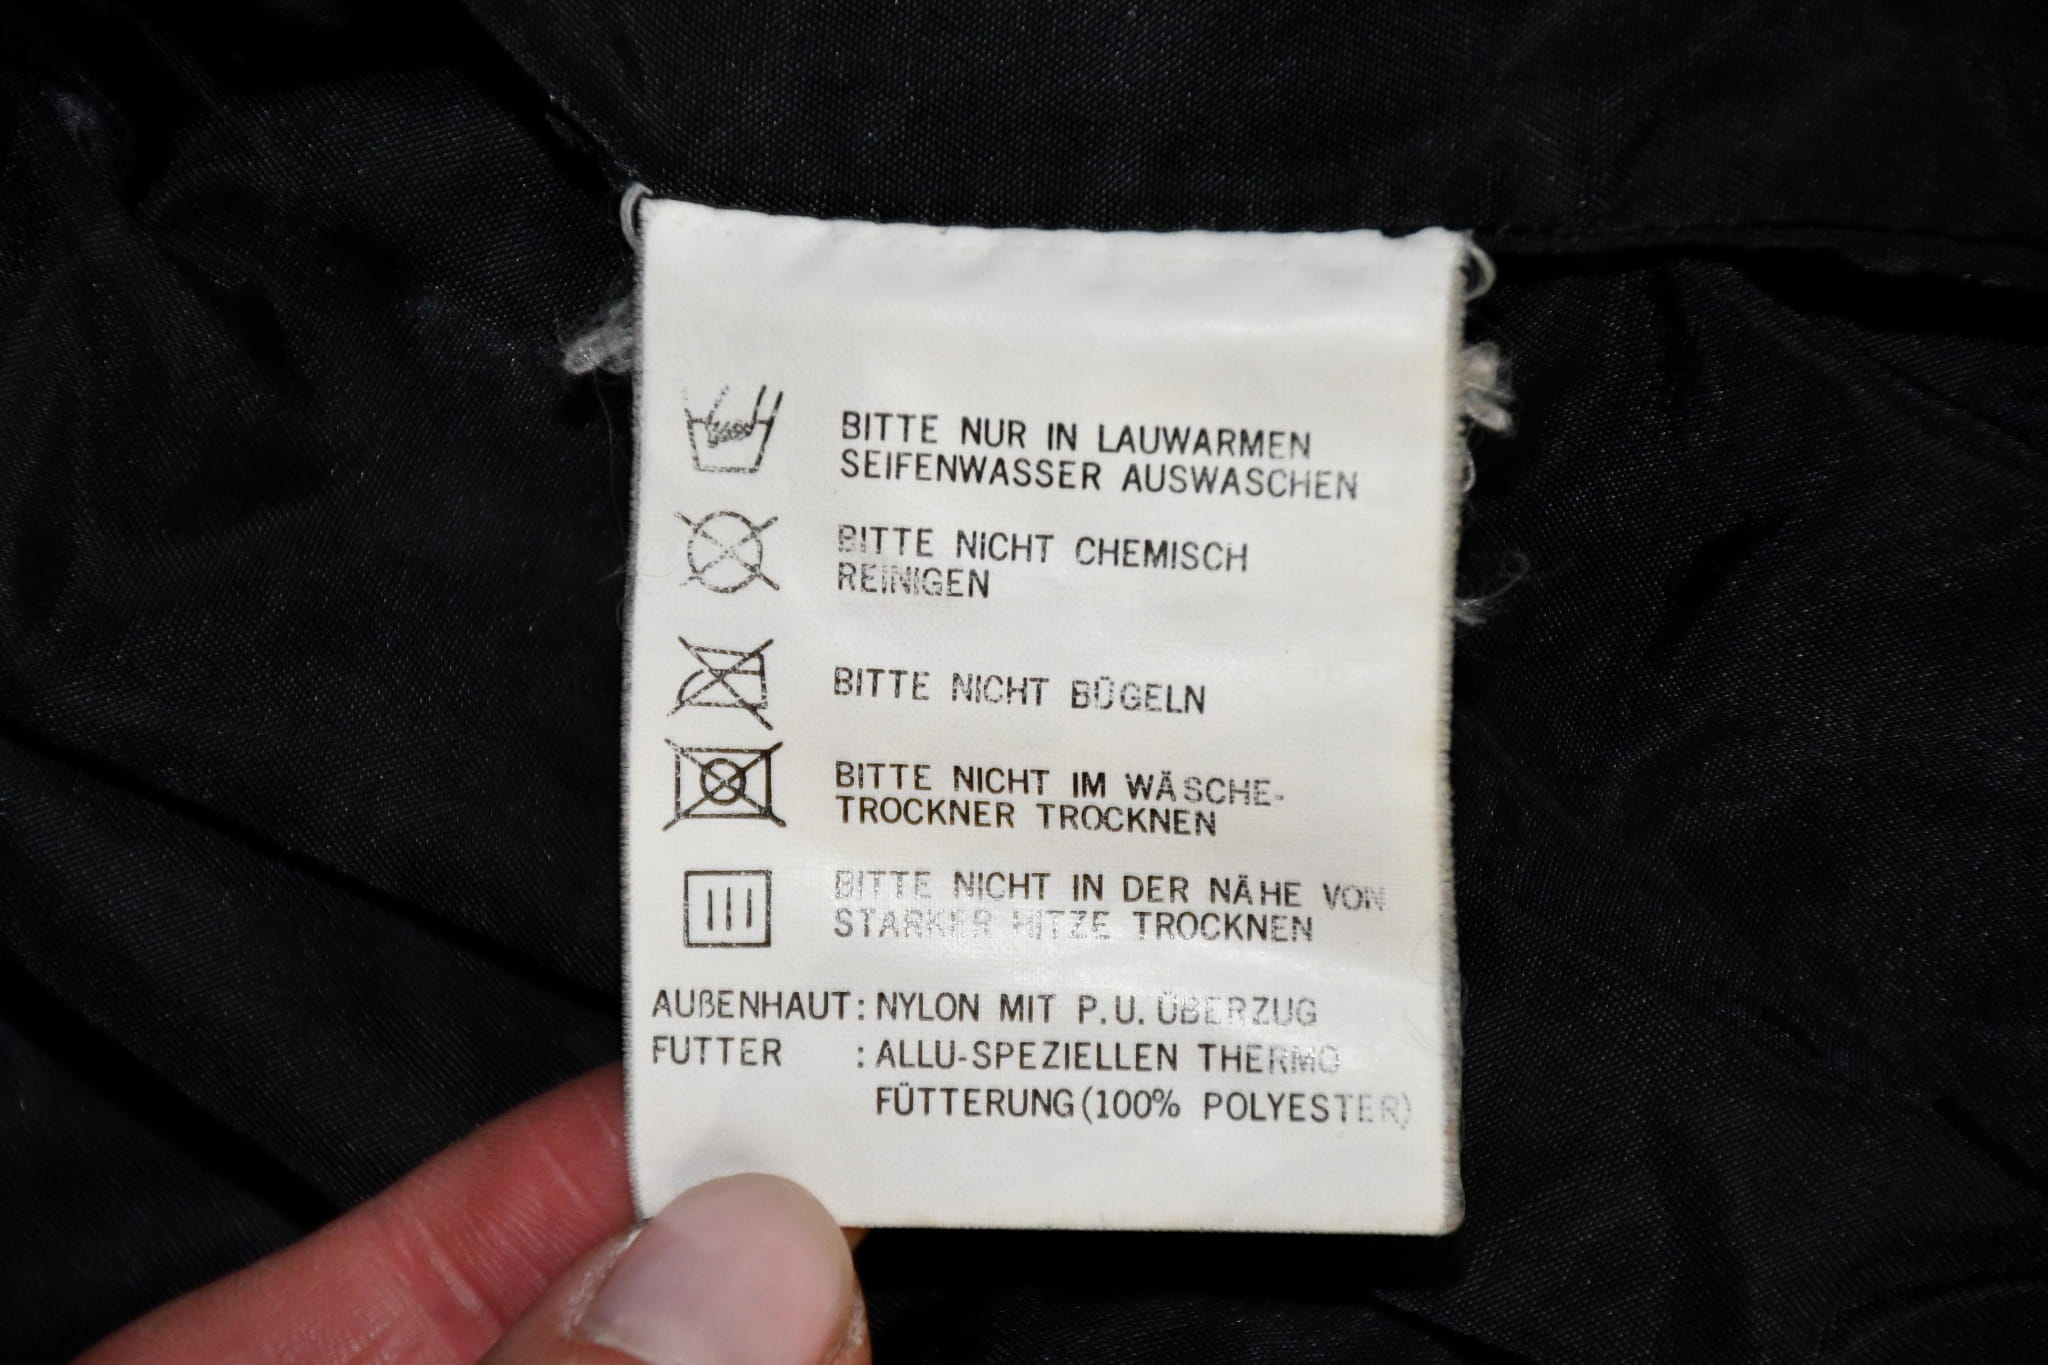 BITTE NUR IN LAUWARMEN
SEIFENWASSER AUSWASCHEN
BITTE NICHT CHEMISCH
REINIGEN
BITTE NICHT BÜGELN
BITTE NICHT IM WÄSCHE-
TROCKNER TROCKNEN
BITTE NICHT IN DER NÄHE VON
STARKER HITZE TROCKNEN
AUßENHAUT: NYLON MIT P.U. ÜBERZUG
FUTTER : ALLU-SPEZIELLEN THERMO
FÜTTERUNG (100% POLYESTER)